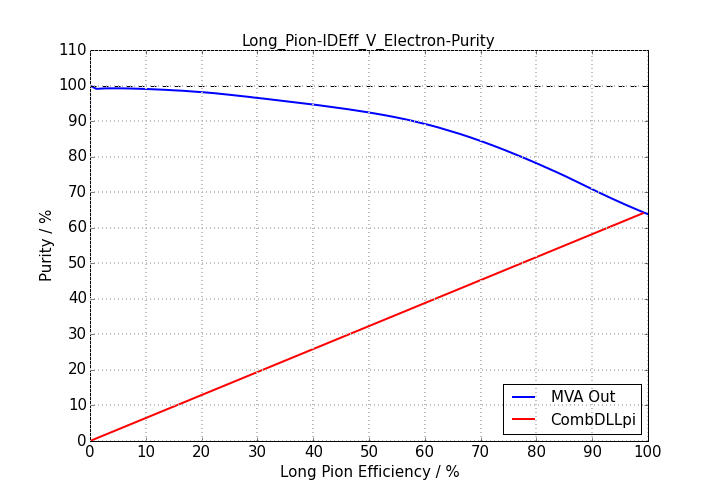 Long_Pion-IDEff_V_Electron-Purity
110
100
90
80
70
60
50
40
30
20
10
0
Purity / %
0 10 20 30 40 50 60 70 80 90 100
Long Pion Efficiency / %
MVA Out
CombDLLpi